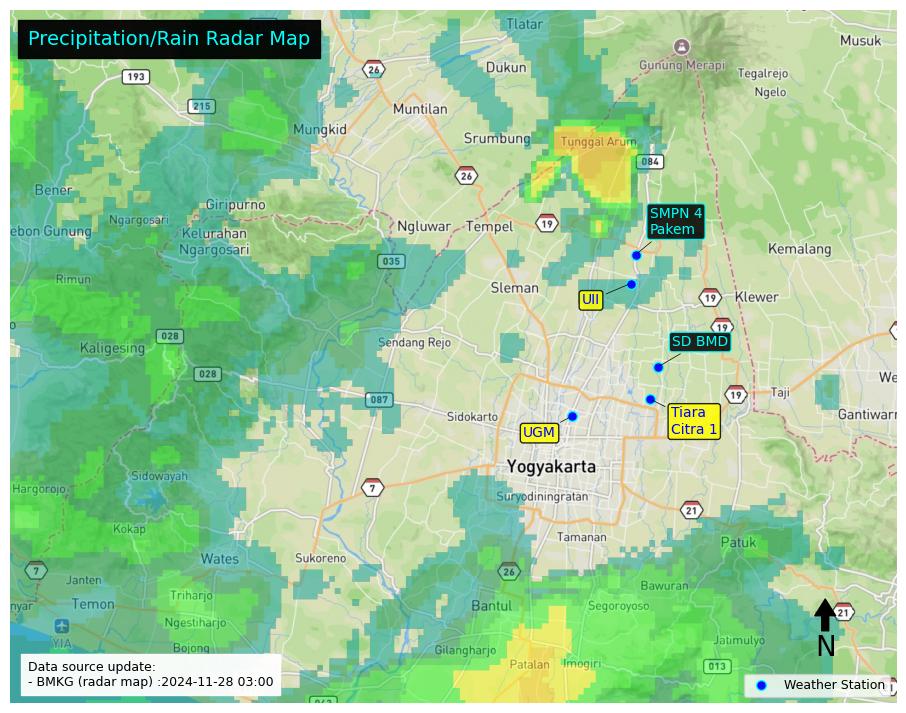 Precipitation/Rain Radar Map
Tlatar
Musuk
26
Gunung Merapi
Dukun
Tegalrejo
193
Ngelo
215
Muntilan
Mungkid
Srumbung
Tunggal Arum
084
26
Bener
Giripurno
SMPN 4
Pakem
Ngargosari
19
Ngluwar
Tempel
ebon Gunung
Kelurahan
Ngargosari
Kemalang
035
Rimun
Sleman
UII
19
Klewer
19
028
Sendang Rejo
SD BMD
Kaligesing
028
19
Taji
087
Tiara
Citra 1
Gantiwarn
Sidokarto
UGM
Yogyakarta
Sidowayah
7
Hargorojo
Suryodiningratan
21
Kokap
Tamanan
Patuk
Wates
Sukoreno
7
26
Janten
Bawuran
Triharjo
Temon
Bantul
Segoroyoso
21
Ngestiharjo
YIA
N
Jatimulyo
Bojong
Gilangharjo
Patalan
Imogiri
013
Data source update:
- BMKG (radar map) :2024-11-28 03:00
Weather Station